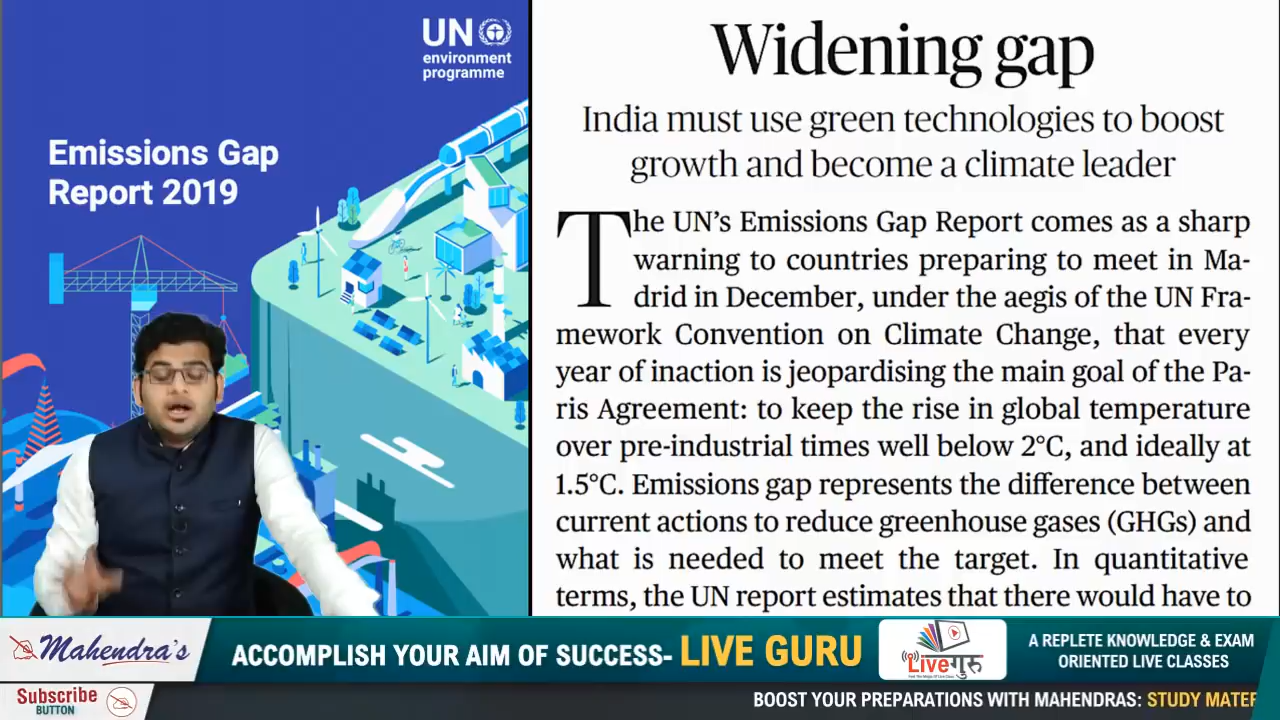 UN
environment
programme
Emissions Gap
Report 2019
Widening gap
India must use green technologies to boost
growth and become a climate leader
The UN's Emissions Gap Report comes as a sharp
warning to countries preparing to meet in Ma-
drid in December, under the aegis of the UN Fra-
mework Convention on Climate Change, that every
year of inaction is jeopardising the main goal of the Pa-
ris Agreement: to keep the rise in global temperature
over pre-industrial times well below 2°C, and ideally at
1.5°C. Emissions gap represents the difference between
current actions to reduce greenhouse gases (GHGs) and
what is needed to meet the target. In quantitative
terms, the UN report estimates that there would have to
Mahendra's
ACCOMPLISH YOUR AIM OF SUCCESS- LIVE GURU
Liveगुरु
A REPLETE KNOWLEDGE & EXAM
ORIENTED LIVE CLASSES
Subscribe
BUTTON
BOOST YOUR PREPARATIONS WITH MAHENDRAS: STUDY MATER